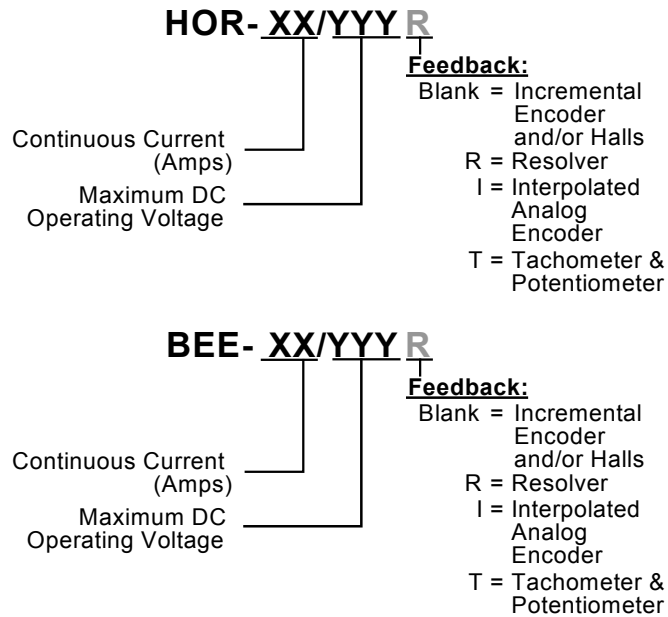 HOR- XX/YYY R
Feedback:
Blank = Incremental
Encoder
and/or Halls
R = Resolver
I = Interpolated
Analog
Encoder
T = Tachometer &
Potentiometer
Continuous Current
(Amps)
Maximum DC
Operating Voltage
BEE- XX/YYY R
Feedback:
Blank = Incremental
Encoder
and/or Halls
R = Resolver
I = Interpolated
Analog
Encoder
T = Tachometer &
Potentiometer
Continuous Current
(Amps)
Maximum DC
Operating Voltage